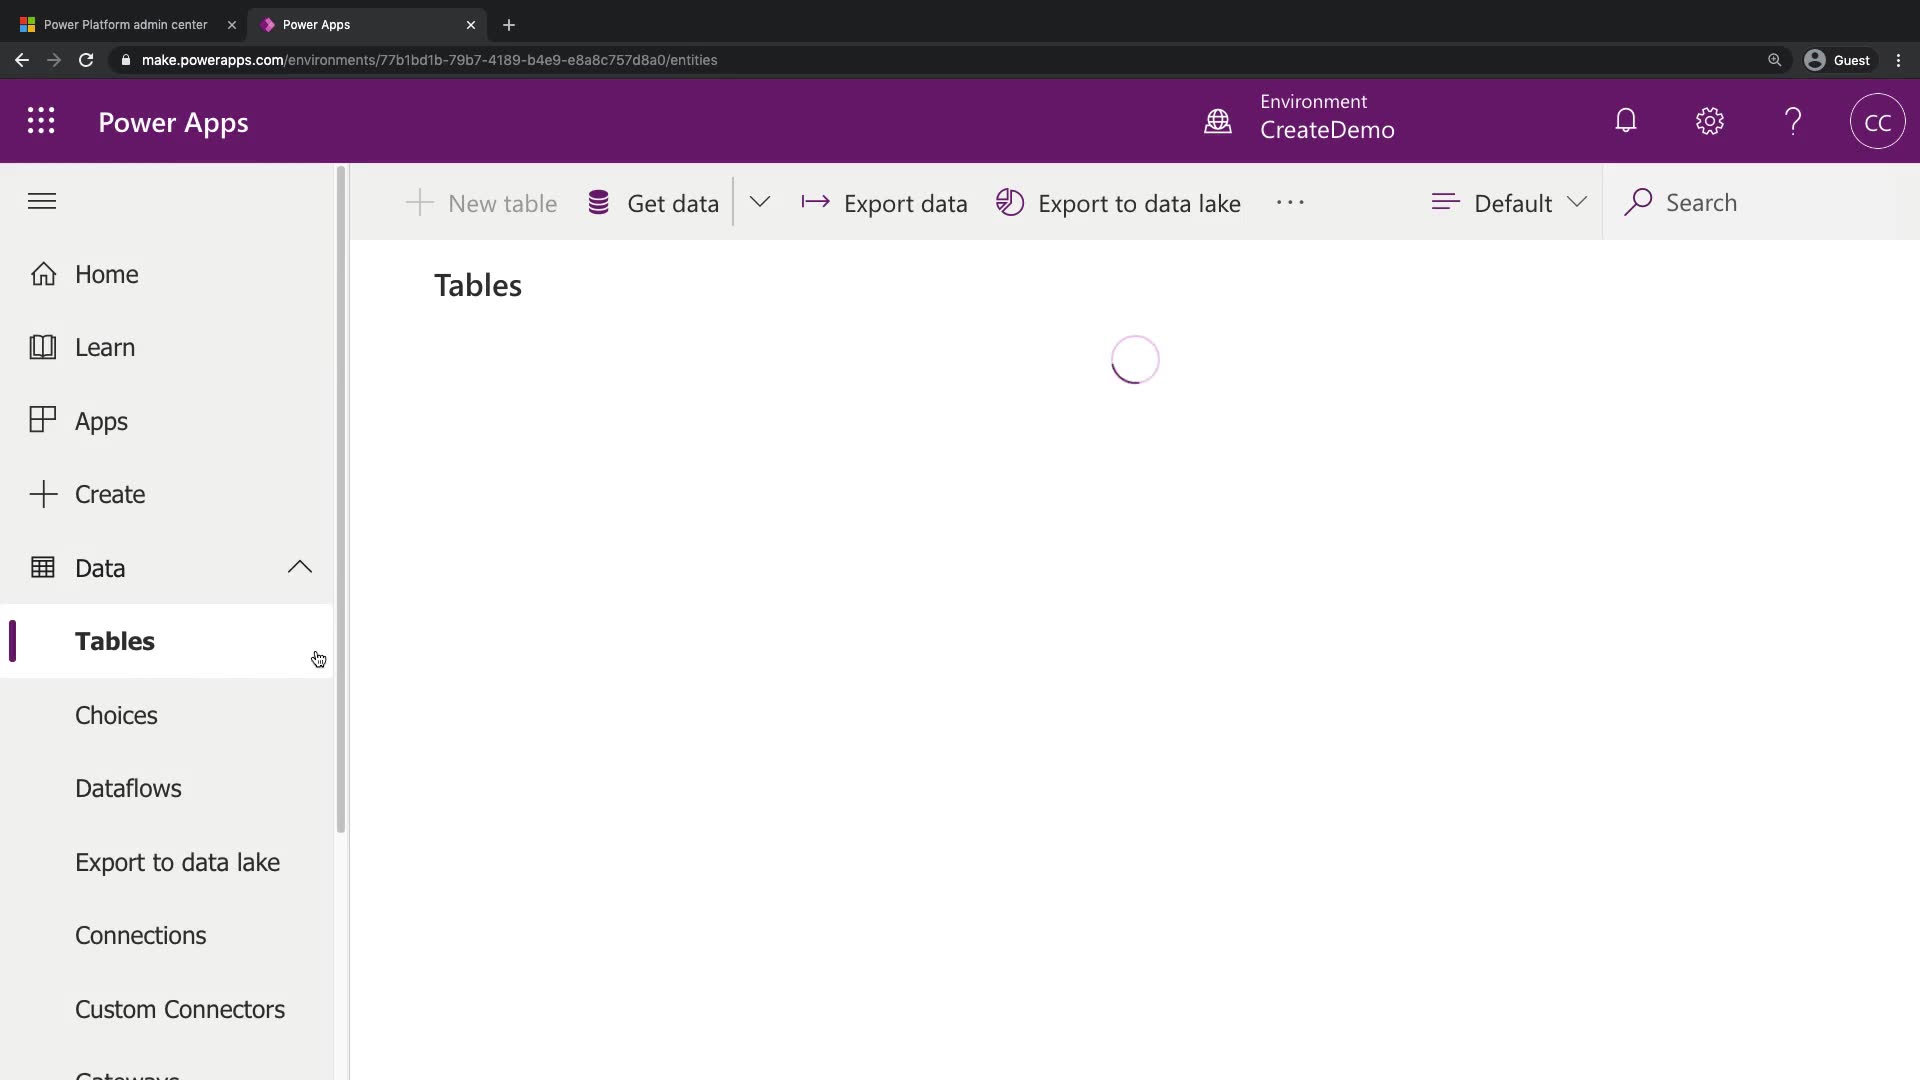 Power Platform admin center
Power Apps
make.powerapps.com/environments/77b1bd1b-79b7-4189-b4e9-e8a8c757d8a0/entities
Guest
Power Apps
Environment
CreateDemo
CC
New table
Get data
Export data
Export to data lake
Default
Search
Home
Learn
Apps
Create
Data
Tables
Choices
Dataflows
Export to data lake
Connections
Custom Connectors
Gateways
Tables